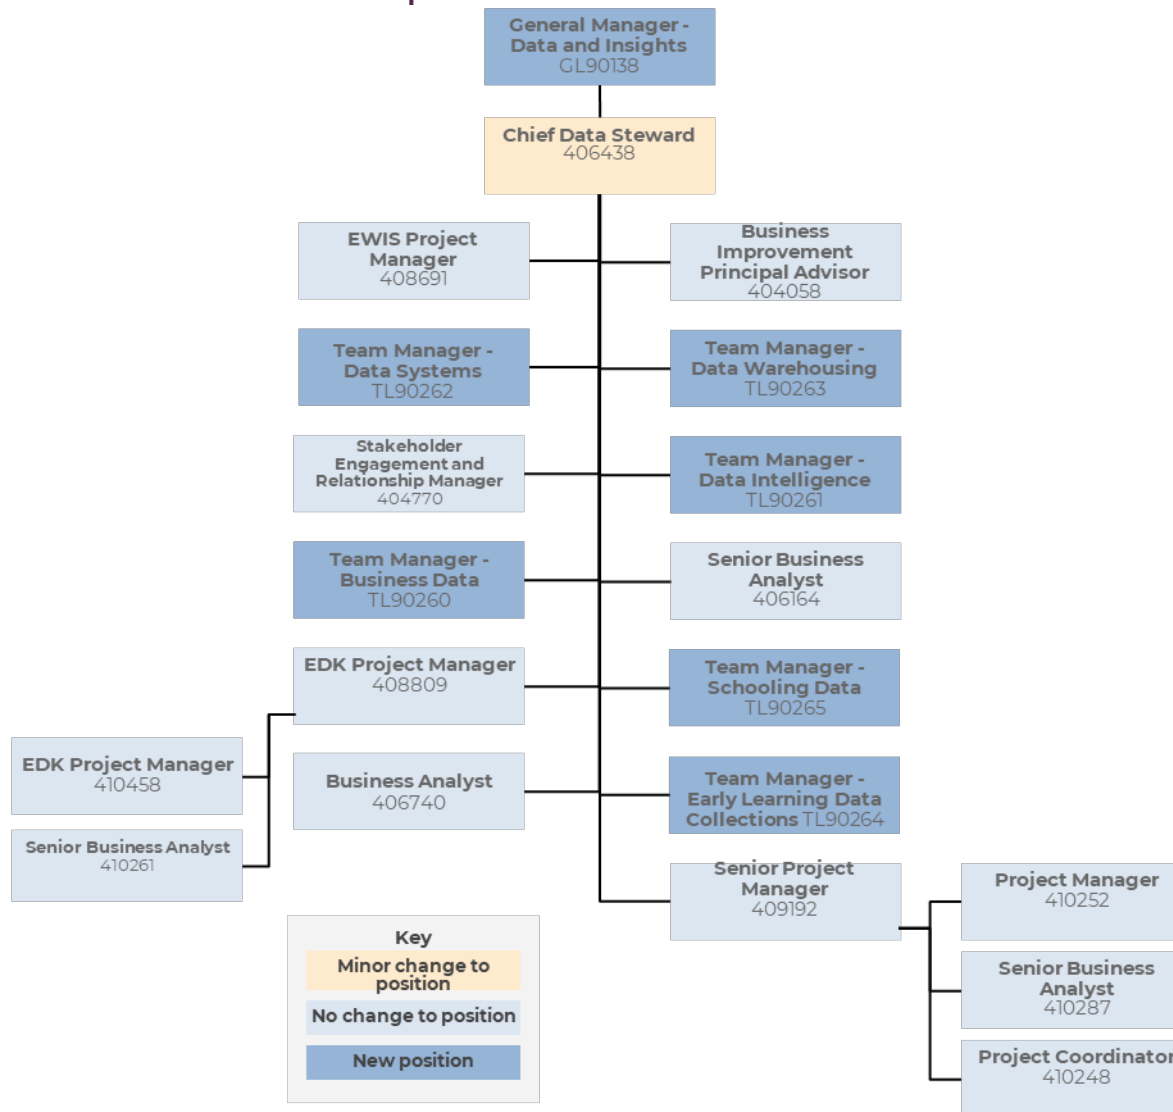 General Manager -
Data and Insights
GL90138
Chief Data Steward
406438
EWIS Project
Manager
408691
Business
Improvement
Principal Advisor
404058
Team Manager -
Data Systems
TL90262
Team Manager -
Data Warehousing
TL90263
Stakeholder
Engagement and
Relationship Manager
404770
Team Manager -
Data Intelligence
TL90261
Team Manager -
Business Data
TL90260
Senior Business
Analyst
406164
EDK Project Manager
408809
Team Manager -
Schooling Data
TL90265
EDK Project Manager
410458
Business Analyst
406740
Team Manager -
Early Learning Data
Collections TL90264
Senior Business Analyst
410261
Senior Project
Manager
409192
Project Manager
410252
Senior Business
Analyst
410287
Project Coordinator
410248
Key
Minor change to
position
No change to position
New position